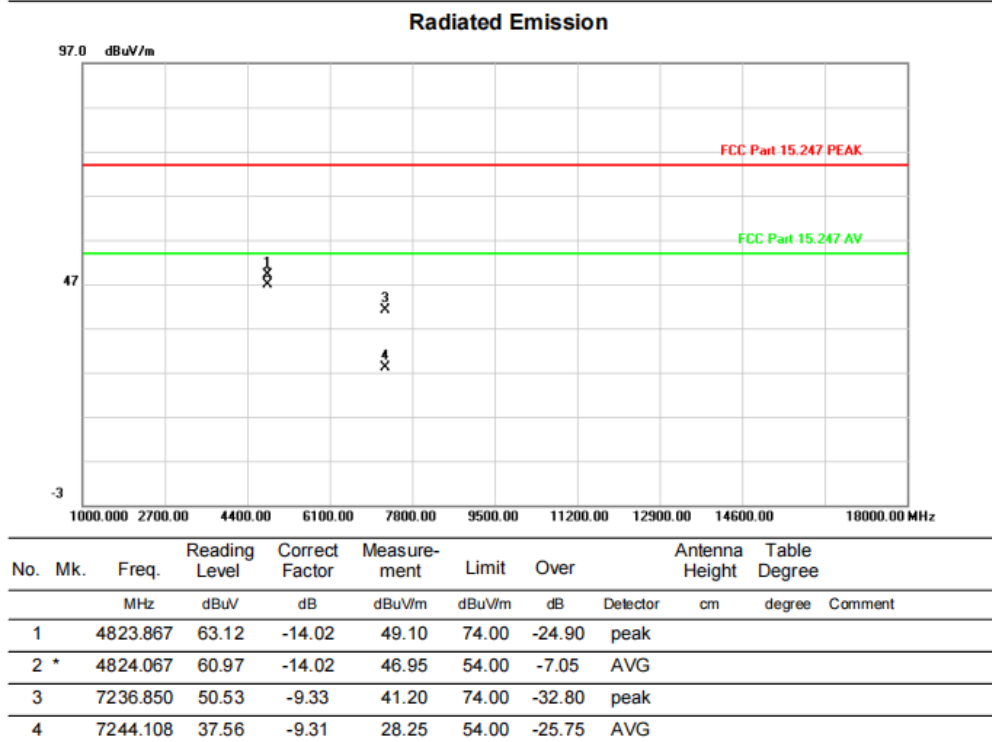 Radiated Emission
97.0 dBuV/m
FCC Part 15.247 PEAK
FCC Part 15.247 AV
1
47
3
4
-3
1000.000 2700.00 4400.00 6100.00 7800.00 9500.00 11200.00 12900.00 14600.00 18000.00 MHz
No. Mk. Freq. Reading Level Correct Factor Measure-ment Limit Over Antenna Height Table Degree
MHz dBuV dB dBuV/m dBuV/m dB Detector cm degree Comment
1 4823.867 63.12 -14.02 49.10 74.00 -24.90 peak
2 * 4824.067 60.97 -14.02 46.95 54.00 -7.05 AVG
3 7236.850 50.53 -9.33 41.20 74.00 -32.80 peak
4 7244.108 37.56 -9.31 28.25 54.00 -25.75 AVG